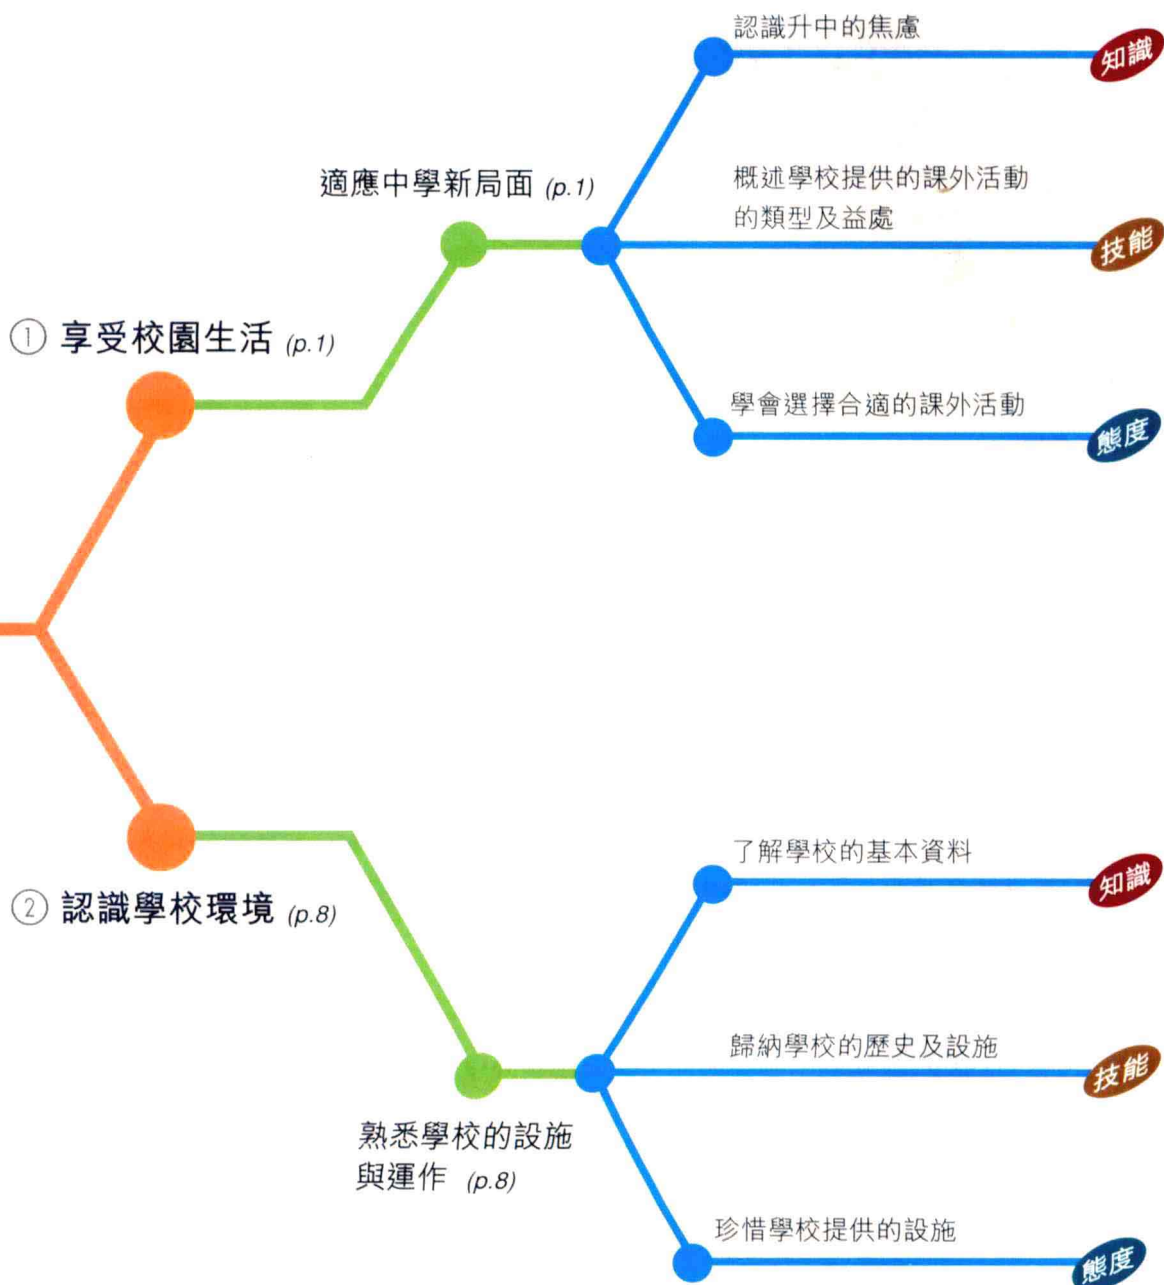 ① 享受校園生活 (p.1)
適應中學新局面 (p.1)
認識升中的焦慮
知識
概述學校提供的課外活動
的類型及益處
技能
學會選擇合適的課外活動
態度
② 認識學校環境 (p.8)
熟悉學校的設施
與運作 (p.8)
了解學校的基本資料
知識
歸納學校的歷史及設施
技能
珍惜學校提供的設施
態度